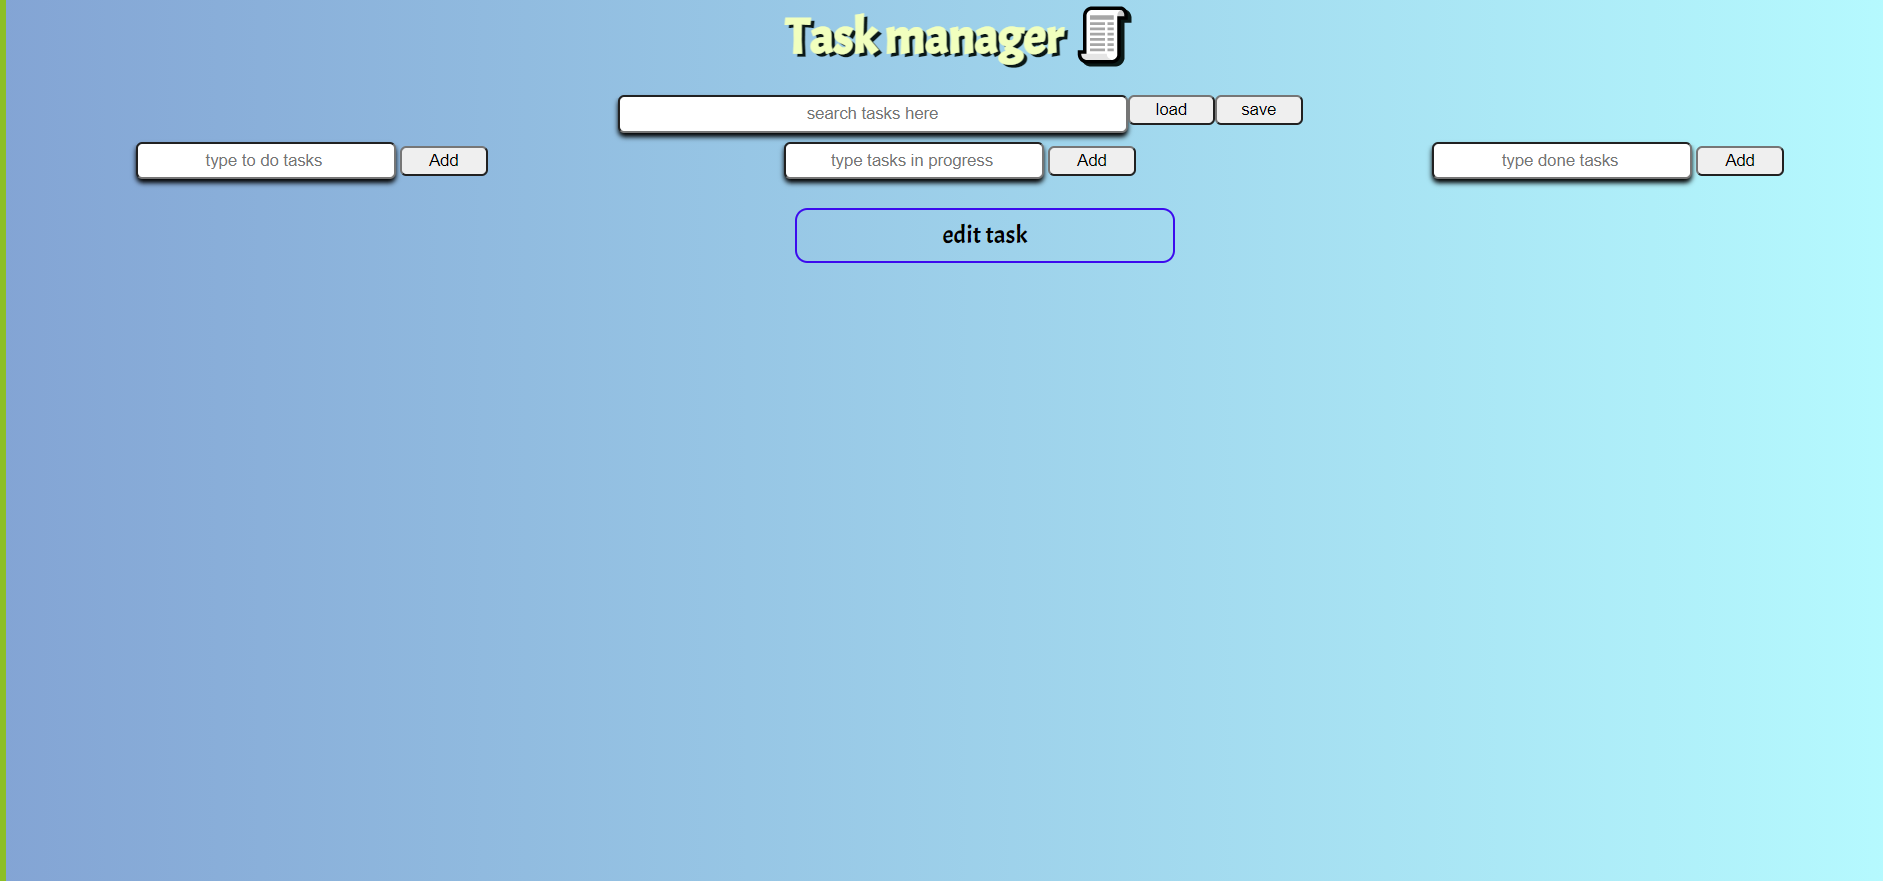 Task manager
search tasks here load save
type to do tasks Add type tasks in progress Add type done tasks Add
edit task